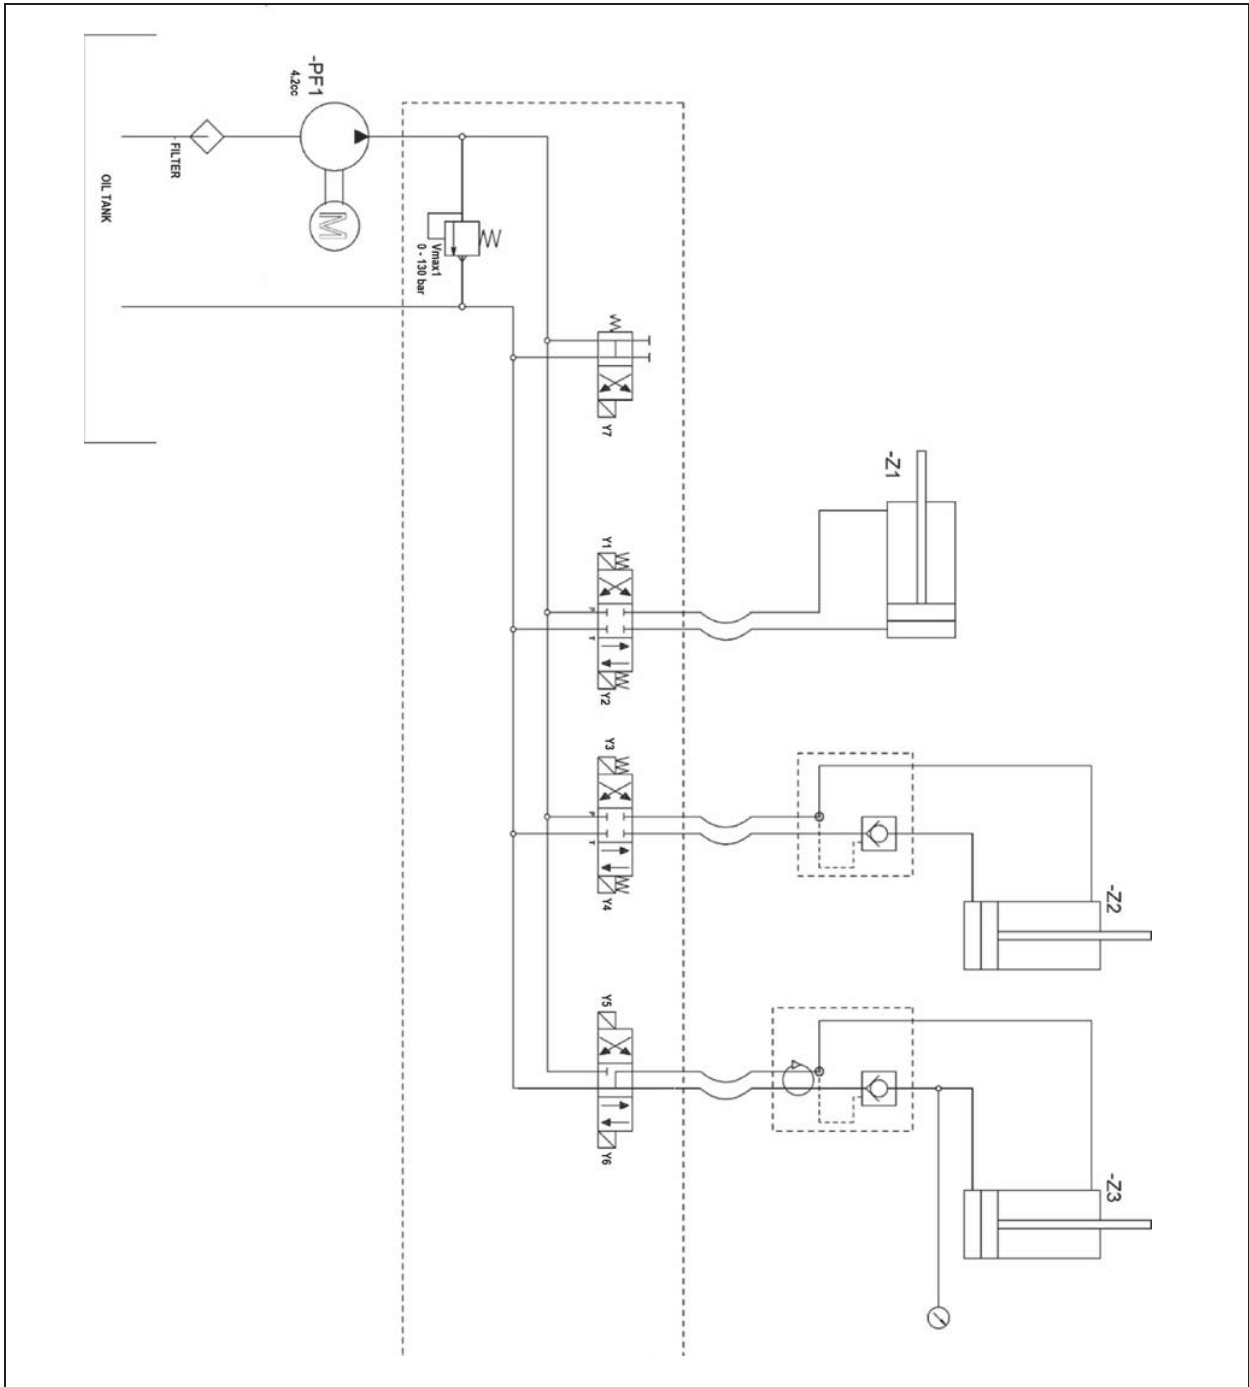 -PF1
4.2cc
FILTER
OIL TANK
M
Vmax1
0 - 130 bar
Y7
-Z1
Y1
P
T
Y2
Y3
P
T
Y4
-Z2
Y5
Y6
-Z3